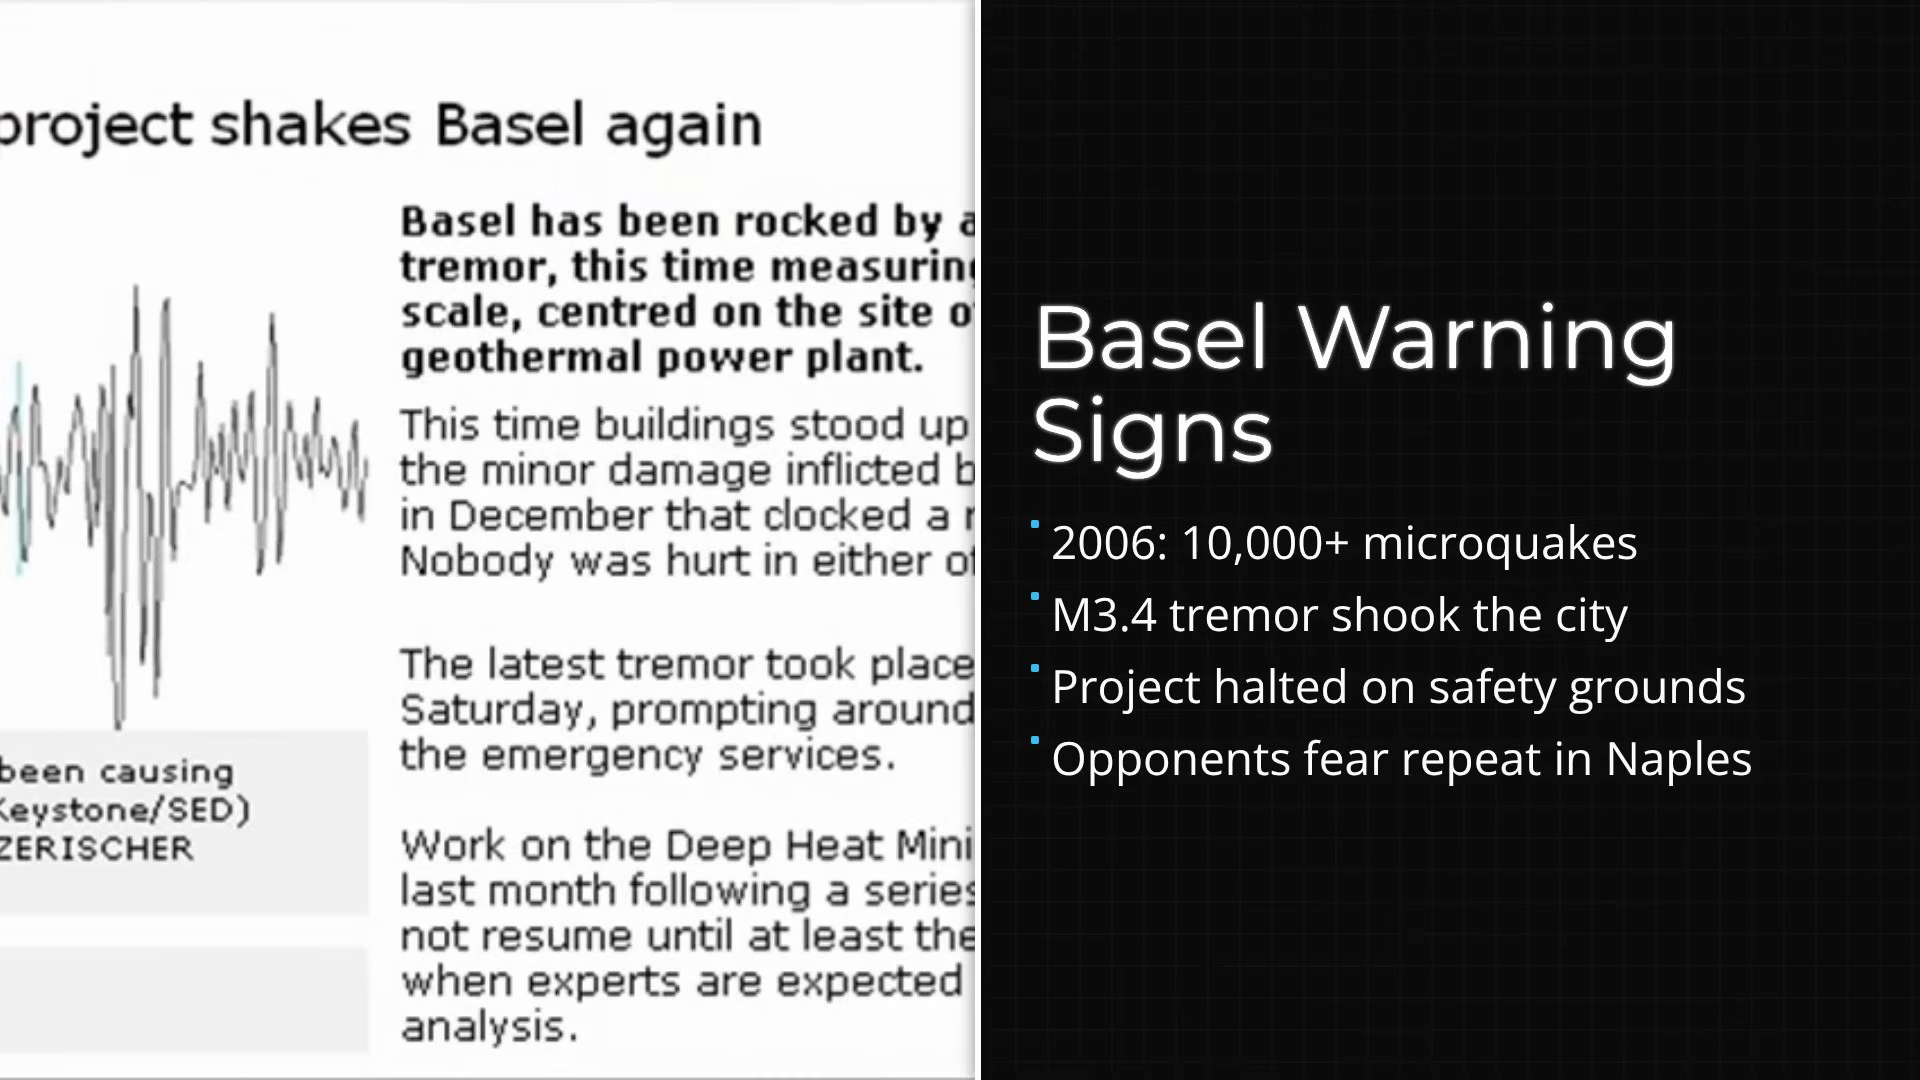 project shakes Basel again
Basel has been rocked by a
tremor, this time measuring
scale, centred on the site
geothermal power plant.
This time buildings stood up
the minor damage inflicted
in December that clocked a
Nobody was hurt in either
The latest tremor took place
Saturday, prompting around
the emergency services.
Work on the Deep Heat Mini
last month following a series
not resume until at least the
when experts are expected
analysis.
been causing
Keystone/SED)
ZERISCHER
Basel Warning
Signs
2006: 10,000+ microquakes
M3.4 tremor shook the city
Project halted on safety grounds
Opponents fear repeat in Naples